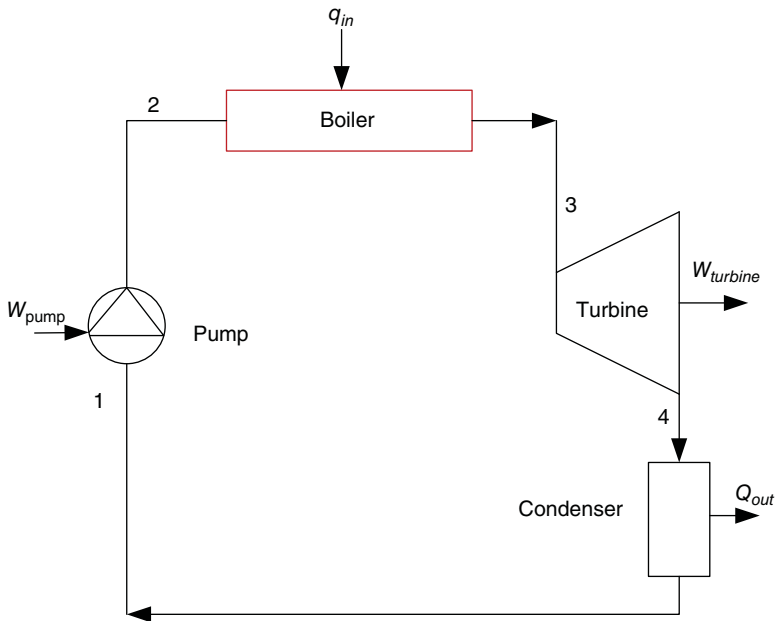 q_in
2
Boiler
3
W_turbine
Turbine
W_pump
Pump
1
4
Condenser
Q_out